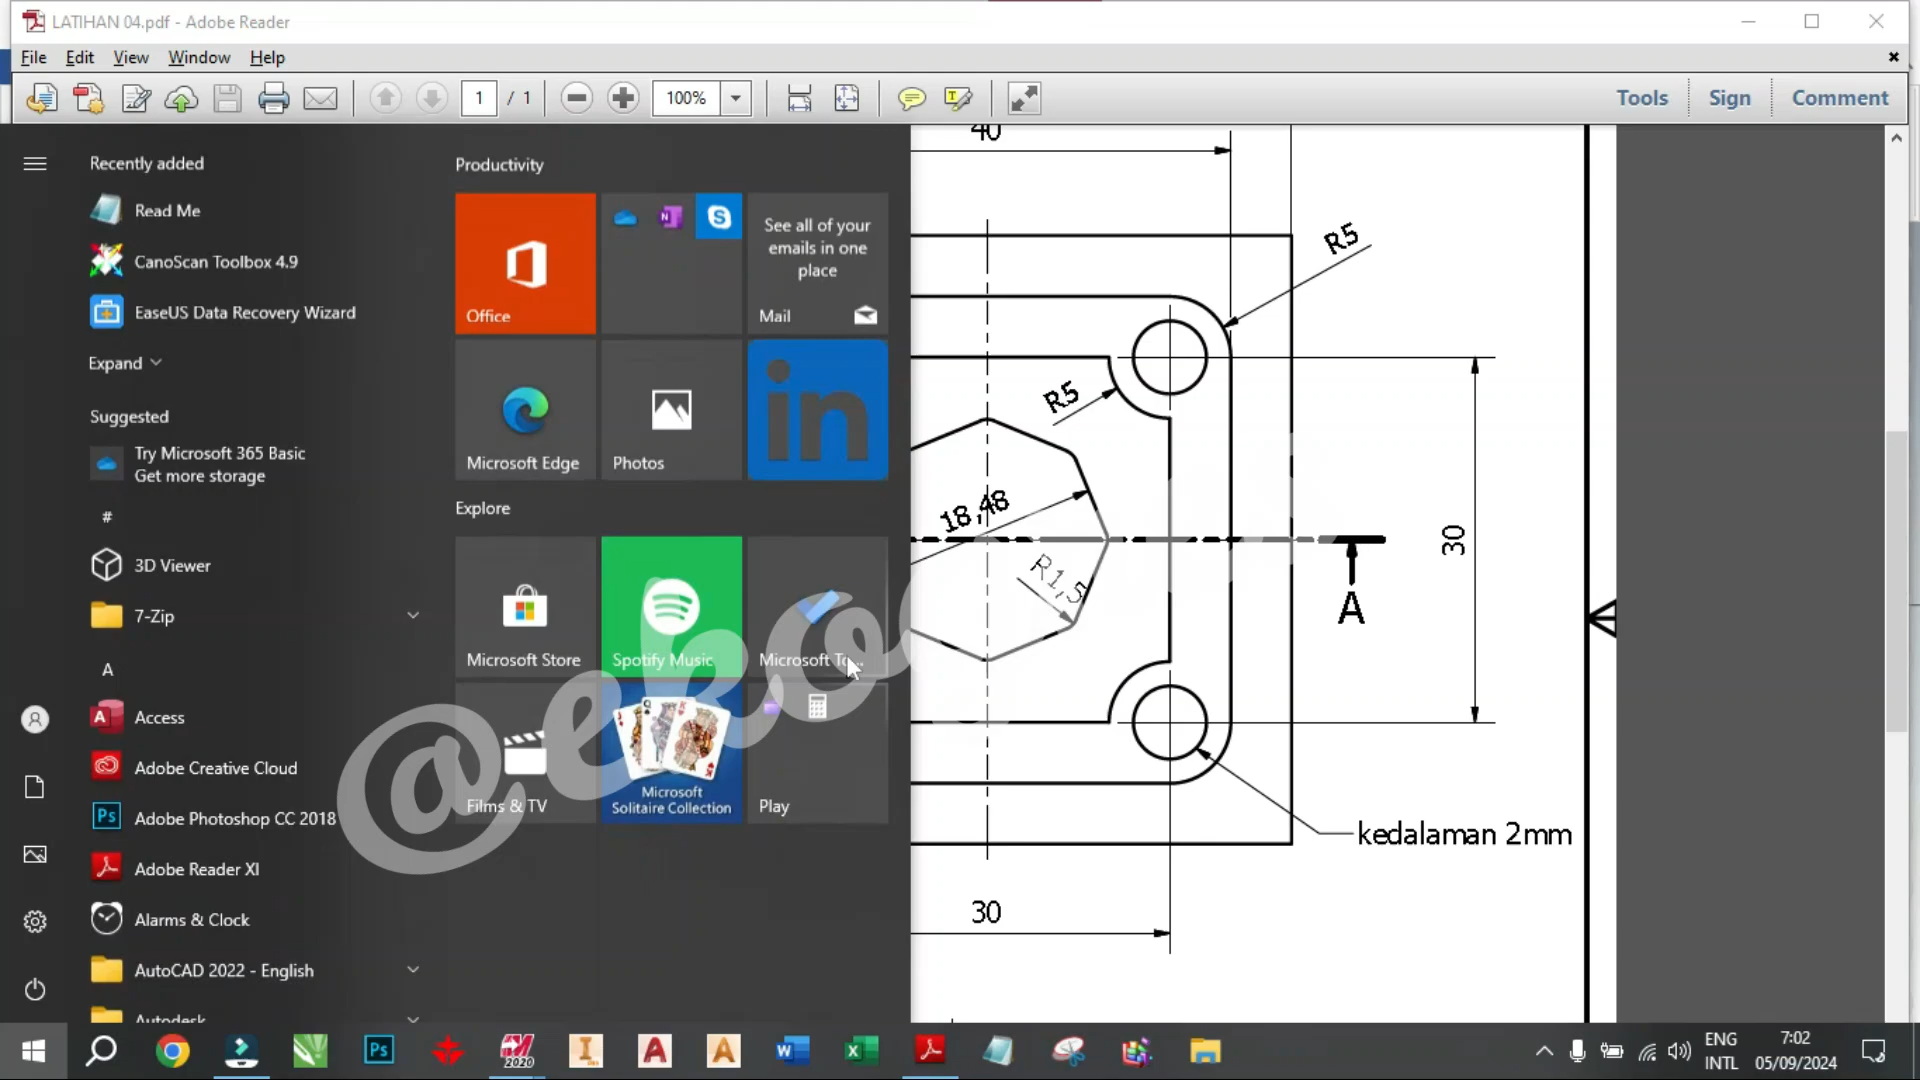 LATIHAN 04.pdf - Adobe Reader
File Edit View Window Help
1 / 1 100% Tools Sign Comment
Recently added
Read Me
CanoScan Toolbox 4.9
EaseUS Data Recovery Wizard
Expand
Suggested
Try Microsoft 365 Basic
Get more storage
#
3D Viewer
7-Zip
A
Access
Adobe Creative Cloud
Adobe Photoshop CC 2018
Adobe Reader XI
Alarms & Clock
AutoCAD 2022 - English
Autodesk
Productivity
Office
See all of your
emails in one
place
Mail
Microsoft Edge
Photos
in
Explore
Microsoft Store
Spotify Music
Microsoft To...
Films & TV
Microsoft
Solitaire Collection
Play
40
R5
R5
18,48
R1,5
30
A
kedalaman 2mm
30
ENG
INTL
7:02
05/09/2024